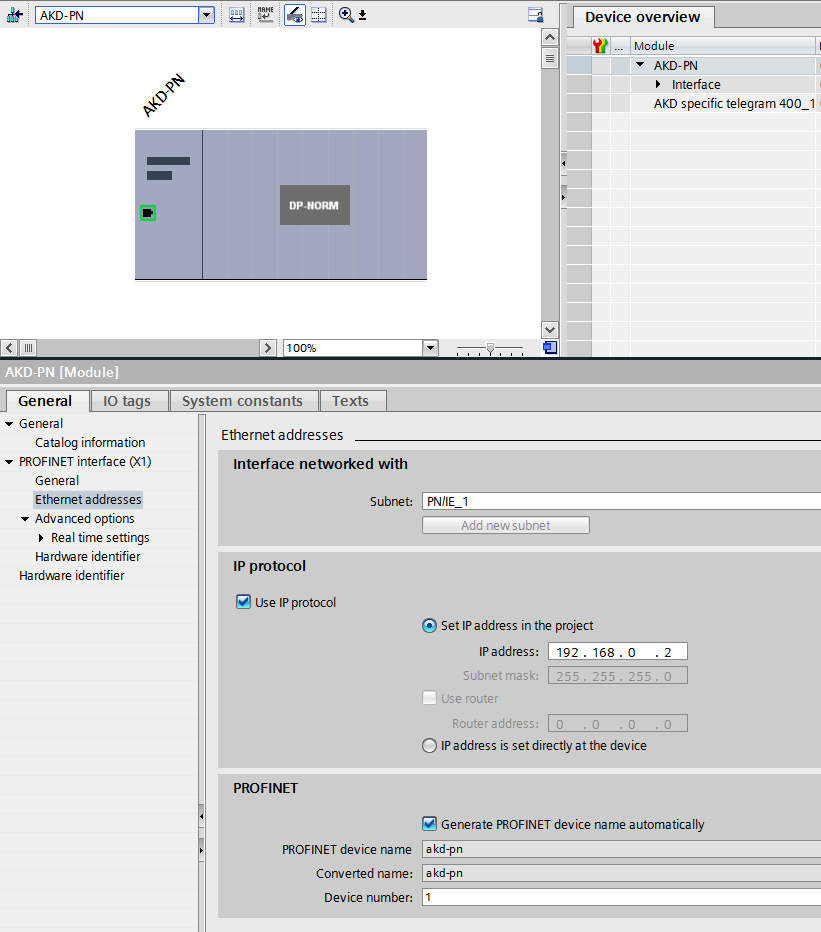 AKD-PN
NAME
Device overview
... Module
AKD-PN
Interface
AKD specific telegram 400_1
AKD-PN
DP-NORM
100%
AKD-PN [Module]
General IO tags System constants Texts
General
Catalog information
PROFINET interface (X1)
General
Ethernet addresses
Advanced options
Real time settings
Hardware identifier
Hardware identifier
Ethernet addresses
Interface networked with
Subnet: PN/IE_1
Add new subnet
IP protocol
Use IP protocol
Set IP address in the project
IP address: 192 . 168 . 0 . 2
Subnet mask: 255 . 255 . 255 . 0
Use router
Router address: 0 . 0 . 0 . 0
IP address is set directly at the device
PROFINET
Generate PROFINET device name automatically
PROFINET device name akd-pn
Converted name: akd-pn
Device number: 1